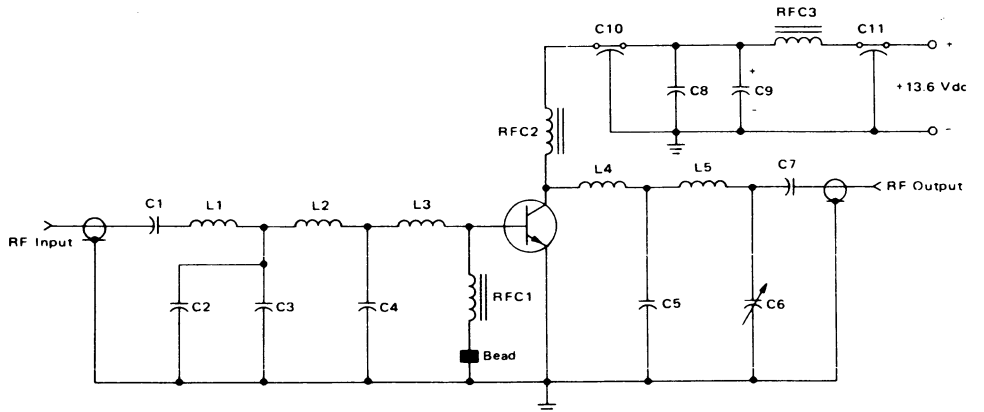 RFC3
C10
C11
+
C8
+
C9
-
+13.6 Vdc
-
RFC2
L4
L5
C7
RF Output
C1
L1
L2
L3
RF Input
RFC1
C2
C3
C4
C5
C6
Bead